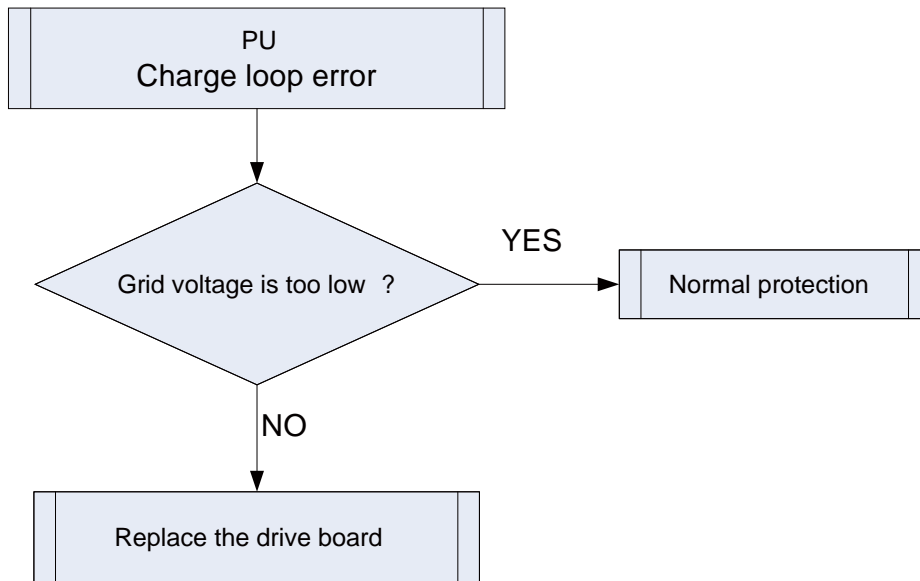 PU
Charge loop error
Grid voltage is too low ?
YES
Normal protection
NO
Replace the drive board